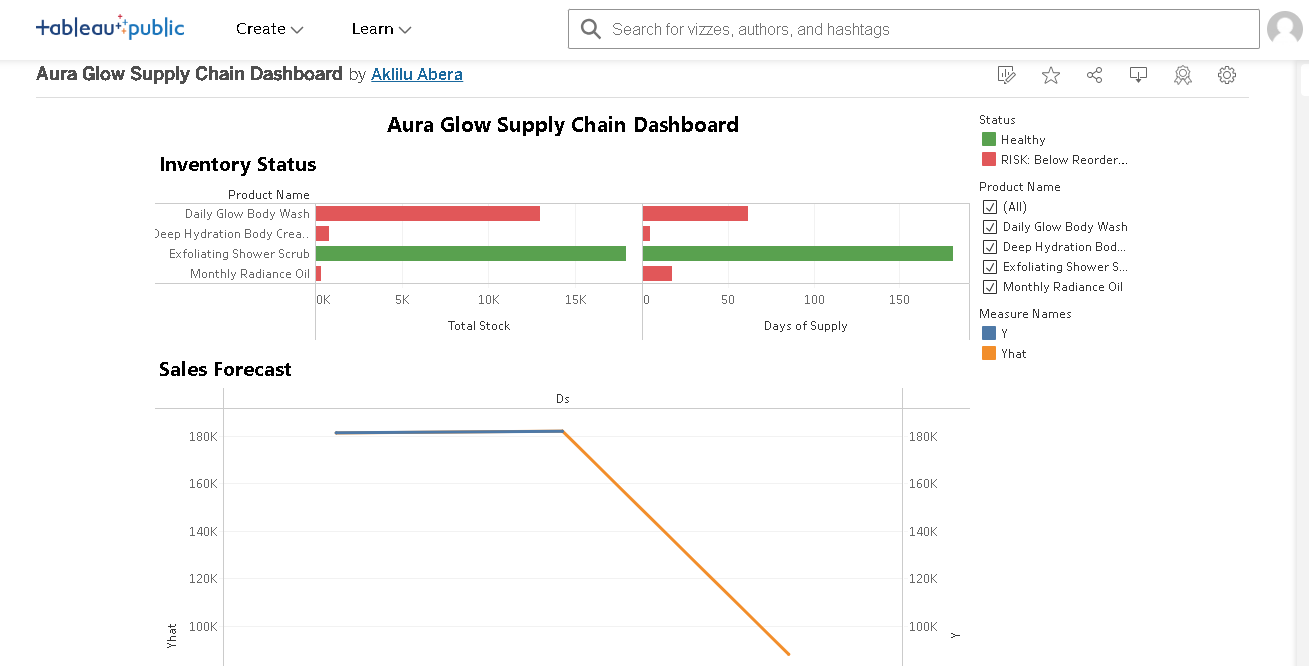 tableau public Create Learn Search for vizzes, authors, and hashtags
Aura Glow Supply Chain Dashboard by Aklilu Abera
Aura Glow Supply Chain Dashboard
Inventory Status
Product Name
Daily Glow Body Wash
Deep Hydration Body Crea..
Exfoliating Shower Scrub
Monthly Radiance Oil
0K 5K 10K 15K
Total Stock
0 50 100 150
Days of Supply
Status
Healthy
RISK: Below Reorder...
Product Name
(All)
Daily Glow Body Wash
Deep Hydration Bod...
Exfoliating Shower S...
Monthly Radiance Oil
Measure Names
Y
Yhat
Sales Forecast
Ds
180K 180K
160K 160K
140K 140K
120K 120K
100K 100K
Yhat Y